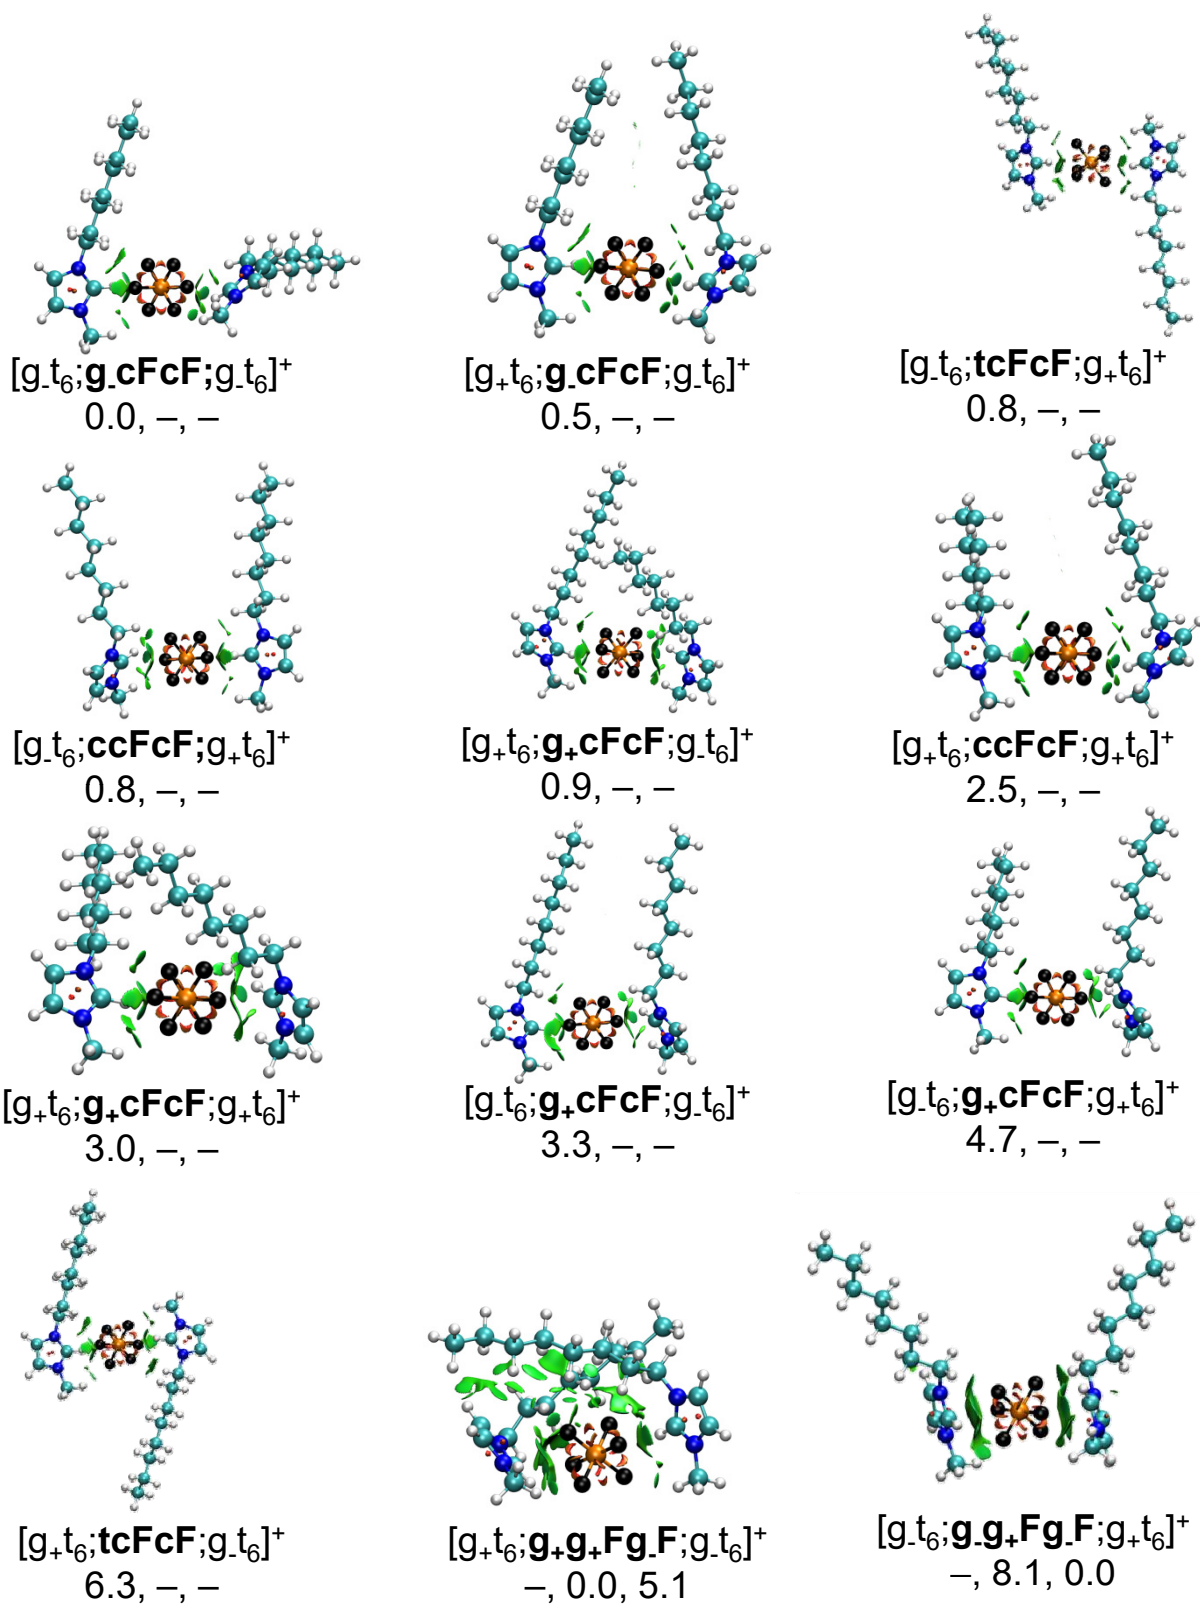 [g₋t₆;g₋cFcF;g₋t₆]⁺
0.0, –, –
[g₊t₆;g₋cFcF;g₋t₆]⁺
0.5, –, –
[g₋t₆;tcFcF;g₊t₆]⁺
0.8, –, –
[g₋t₆;ccFcF;g₊t₆]⁺
0.8, –, –
[g₊t₆;g₊cFcF;g₋t₆]⁺
0.9, –, –
[g₊t₆;ccFcF;g₊t₆]⁺
2.5, –, –
[g₊t₆;g₊cFcF;g₊t₆]⁺
3.0, –, –
[g₋t₆;g₊cFcF;g₋t₆]⁺
3.3, –, –
[g₋t₆;g₊cFcF;g₊t₆]⁺
4.7, –, –
[g₊t₆;tcFcF;g₋t₆]⁺
6.3, –, –
[g₊t₆;g₊g₊Fg₋F;g₋t₆]⁺
–, 0.0, 5.1
[g₋t₆;g₋g₊Fg₋F;g₊t₆]⁺
–, 8.1, 0.0